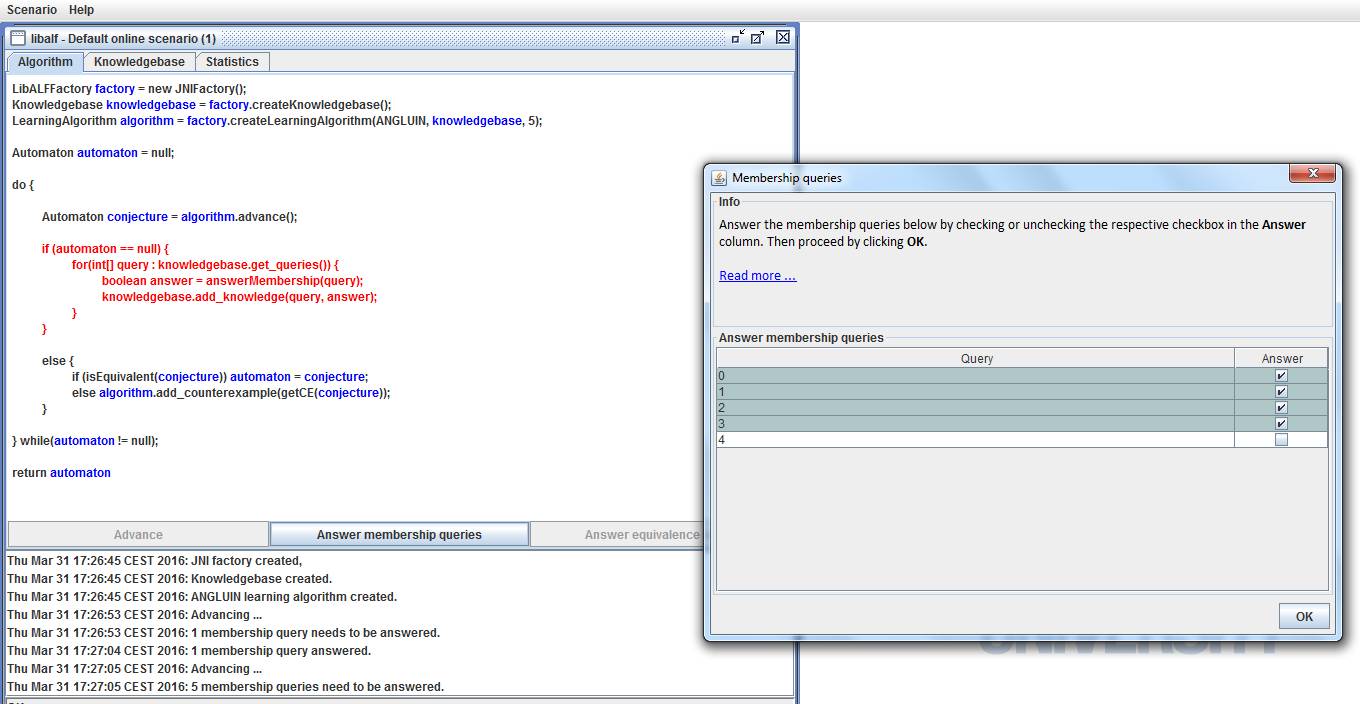 Scenario Help
libalf - Default online scenario (1)
Algorithm Knowledgebase Statistics
LibALFFactory factory = new JNIFactory();
Knowledgebase knowledgebase = factory.createKnowledgebase();
LearningAlgorithm algorithm = factory.createLearningAlgorithm(ANGLUIN, knowledgebase, 5);
Automaton automaton = null;
do {
Automaton conjecture = algorithm.advance();
if (automaton == null) {
for(int[] query : knowledgebase.get_queries()) {
boolean answer = answerMembership(query);
knowledgebase.add_knowledge(query, answer);
}
}
else {
if (isEquivalent(conjecture)) automaton = conjecture;
else algorithm.add_counterexample(getCE(conjecture));
}
} while(automaton != null);
return automaton
Advance Answer membership queries Answer equivalence
Thu Mar 31 17:26:45 CEST 2016: JNI factory created,
Thu Mar 31 17:26:45 CEST 2016: Knowledgebase created.
Thu Mar 31 17:26:45 CEST 2016: ANGLUIN learning algorithm created.
Thu Mar 31 17:26:53 CEST 2016: Advancing ...
Thu Mar 31 17:26:53 CEST 2016: 1 membership query needs to be answered.
Thu Mar 31 17:27:04 CEST 2016: 1 membership query answered.
Thu Mar 31 17:27:05 CEST 2016: Advancing ...
Thu Mar 31 17:27:05 CEST 2016: 5 membership queries need to be answered.
Membership queries
Info
Answer the membership queries below by checking or unchecking the respective checkbox in the Answer
column. Then proceed by clicking OK.
Read more ...
Answer membership queries
Query Answer
0
1
2
3
4
OK